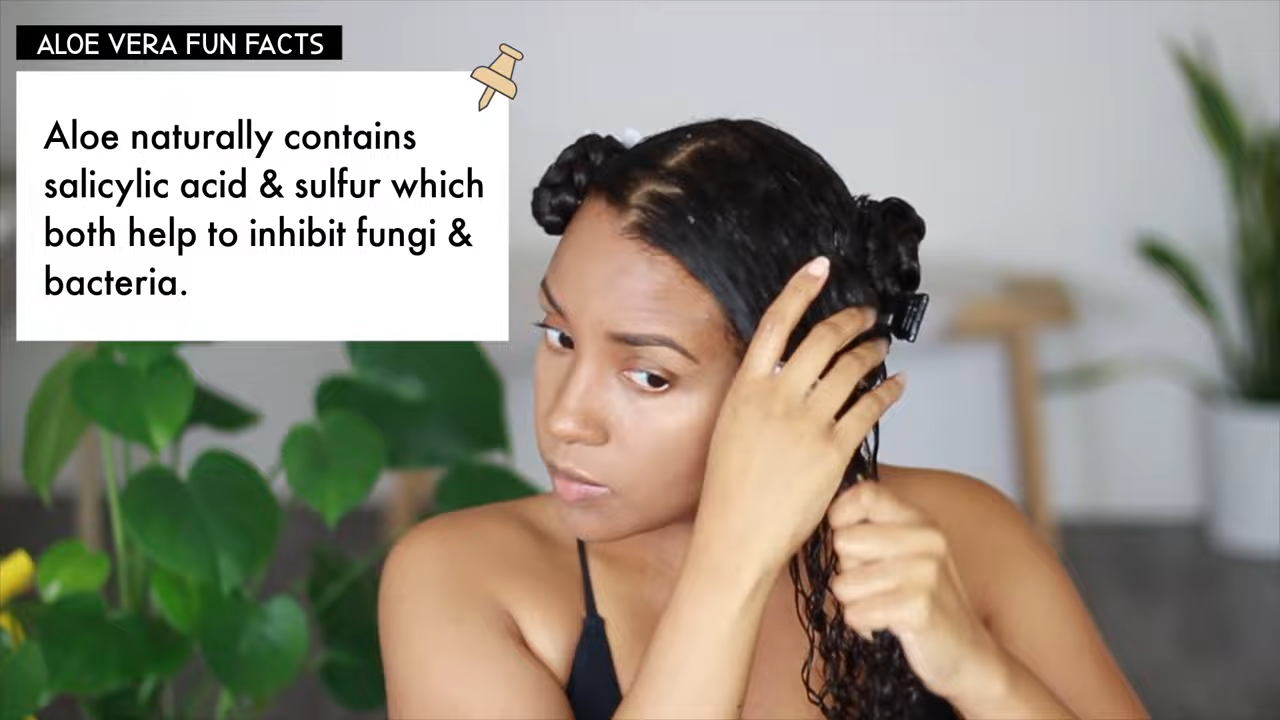 ALOE VERA FUN FACTS
Aloe naturally contains
salicylic acid & sulfur which
both help to inhibit fungi &
bacteria.